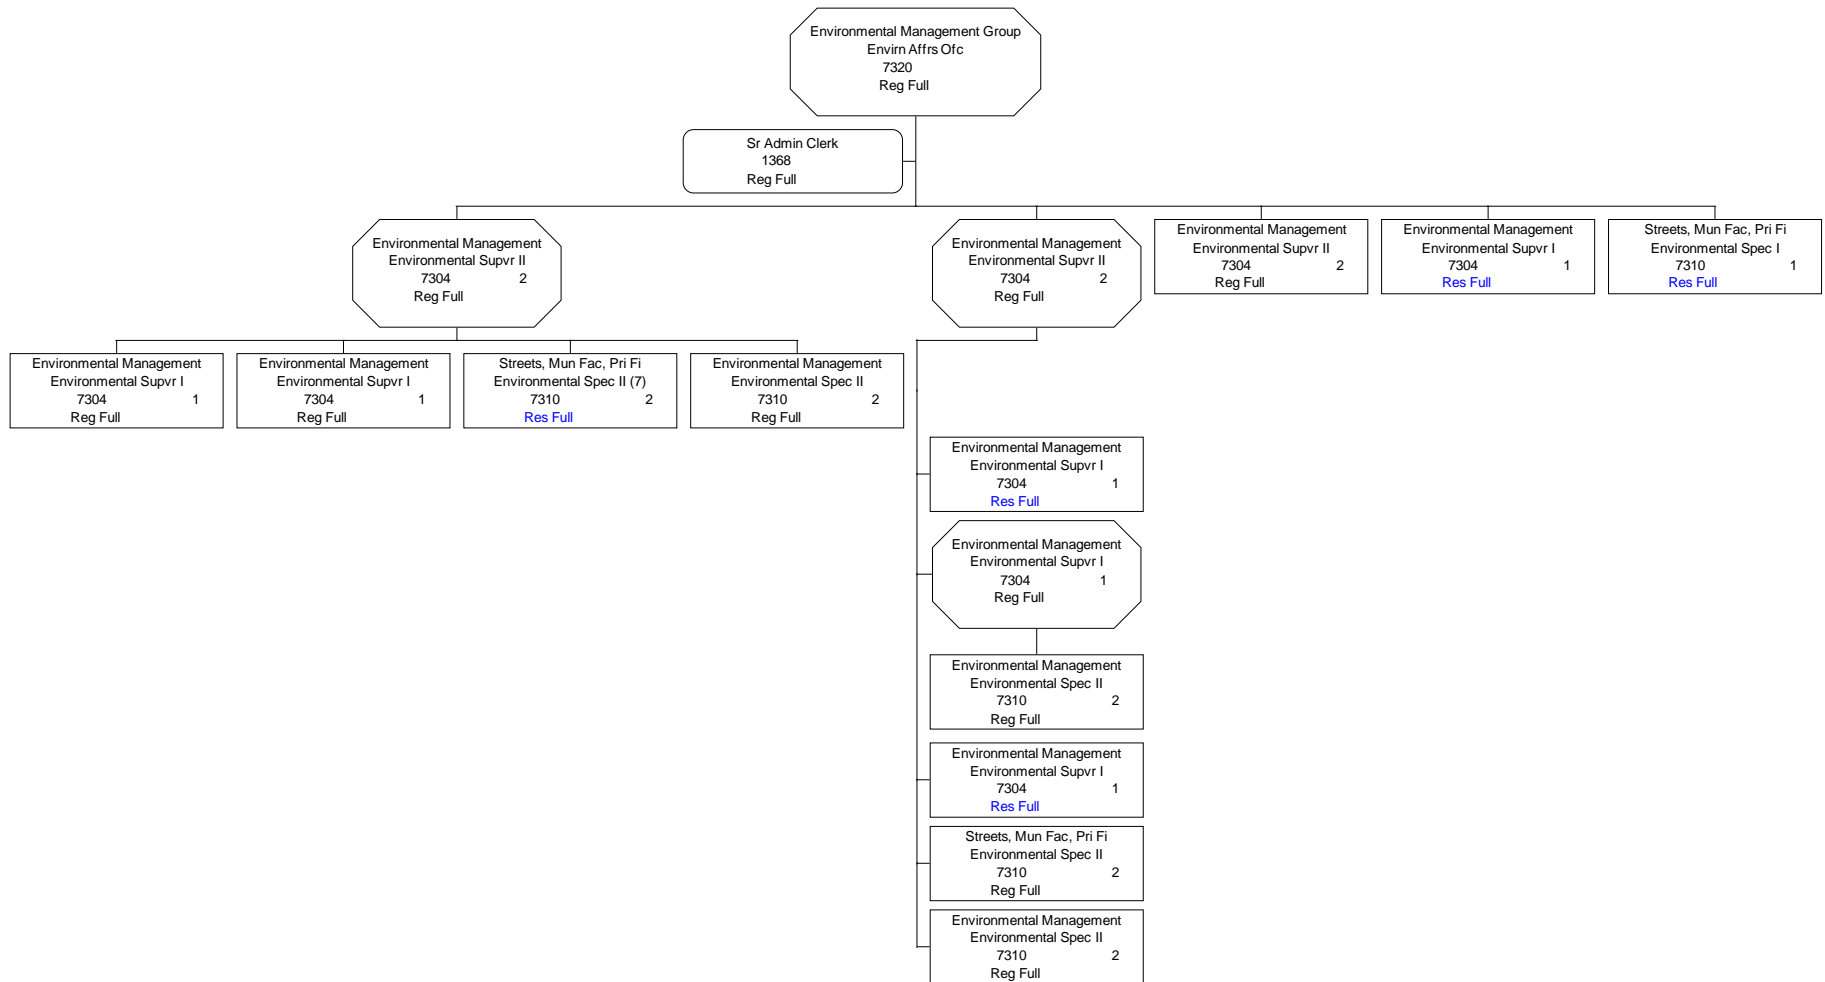 Environmental Management Group
Envirn Affrs Ofc
7320
Reg Full
Sr Admin Clerk
1368
Reg Full
Environmental Management
Environmental Supvr II
7304 2
Reg Full
Environmental Management
Environmental Supvr II
7304 2
Reg Full
Environmental Management
Environmental Supvr II
7304 2
Reg Full
Environmental Management
Environmental Supvr I
7304 1
Res Full
Streets, Mun Fac, Pri Fi
Environmental Spec I
7310 1
Res Full
Environmental Management
Environmental Supvr I
7304 1
Reg Full
Environmental Management
Environmental Supvr I
7304 1
Reg Full
Streets, Mun Fac, Pri Fi
Environmental Spec II (7)
7310 2
Res Full
Environmental Management
Environmental Spec II
7310 2
Reg Full
Environmental Management
Environmental Supvr I
7304 1
Res Full
Environmental Management
Environmental Supvr I
7304 1
Reg Full
Environmental Management
Environmental Spec II
7310 2
Reg Full
Environmental Management
Environmental Supvr I
7304 1
Res Full
Streets, Mun Fac, Pri Fi
Environmental Spec II
7310 2
Reg Full
Environmental Management
Environmental Spec II
7310 2
Reg Full